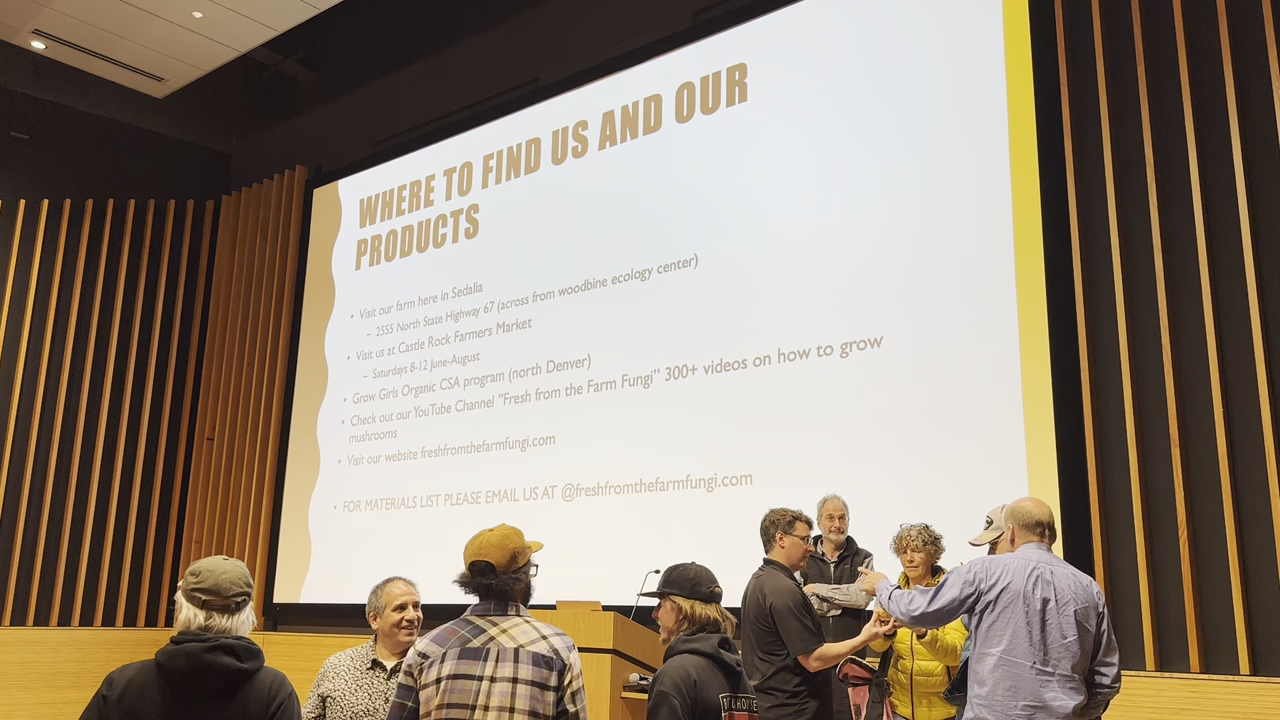 WHERE TO FIND US AND OUR
PRODUCTS
• Visit our farm here in Sedalia
– 2555 North State Highway 67 (across from woodbine ecology center)
• Visit us at Castle Rock Farmers Market
– Saturdays 8-12 June-August
• Grow Girls Organic CSA program (north Denver)
• Check out our YouTube Channel "Fresh from the Farm Fungi" 300+ videos on how to grow
mushrooms
• Visit our website freshfromthefarmfungi.com
• FOR MATERIALS LIST PLEASE EMAIL US AT @freshfromthefarmfungi.com